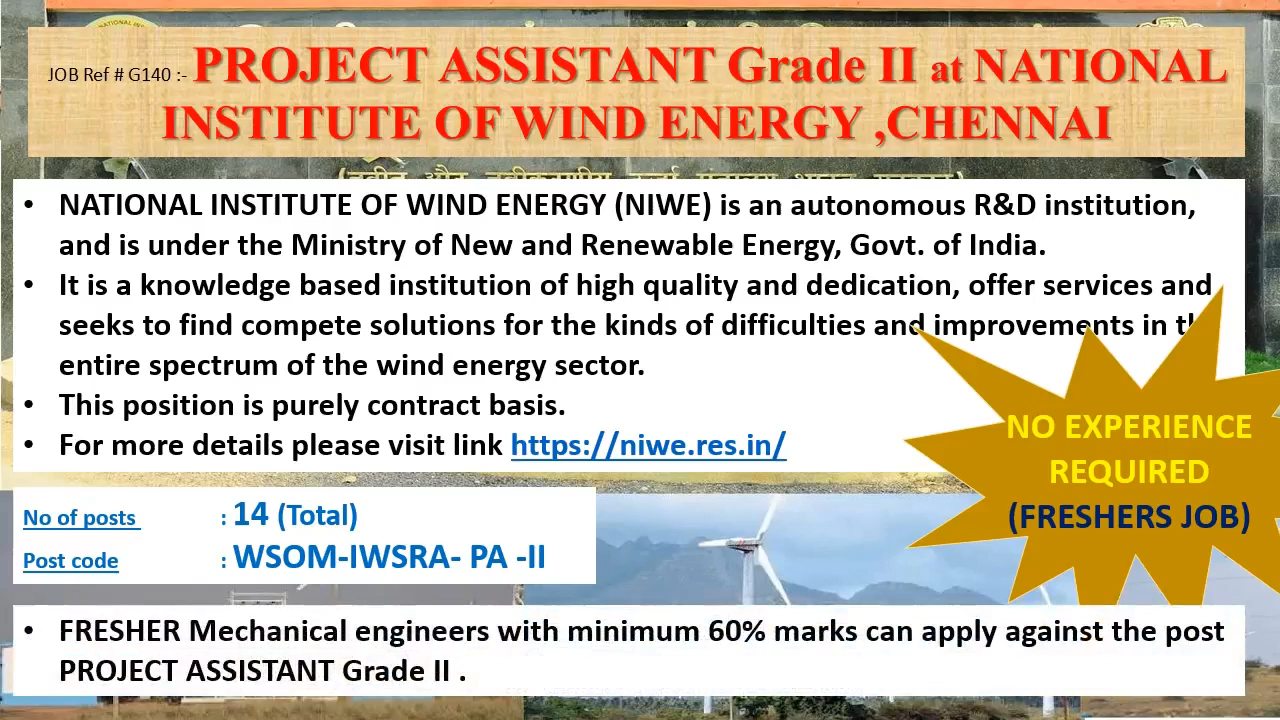 NATIONAL INS
JOB Ref # G140 :- PROJECT ASSISTANT Grade II at NATIONAL
INSTITUTE OF WIND ENERGY ,CHENNAI
• NATIONAL INSTITUTE OF WIND ENERGY (NIWE) is an autonomous R&D institution,
and is under the Ministry of New and Renewable Energy, Govt. of India.
• It is a knowledge based institution of high quality and dedication, offer services and
seeks to find compete solutions for the kinds of difficulties and improvements in
entire spectrum of the wind energy sector.
• This position is purely contract basis.
• For more details please visit link https://niwe.res.in/
NO EXPERIENCE
REQUIRED
(FRESHERS JOB)
No of posts : 14 (Total)
Post code : WSOM-IWSRA- PA -II
• FRESHER Mechanical engineers with minimum 60% marks can apply against the post
PROJECT ASSISTANT Grade II .